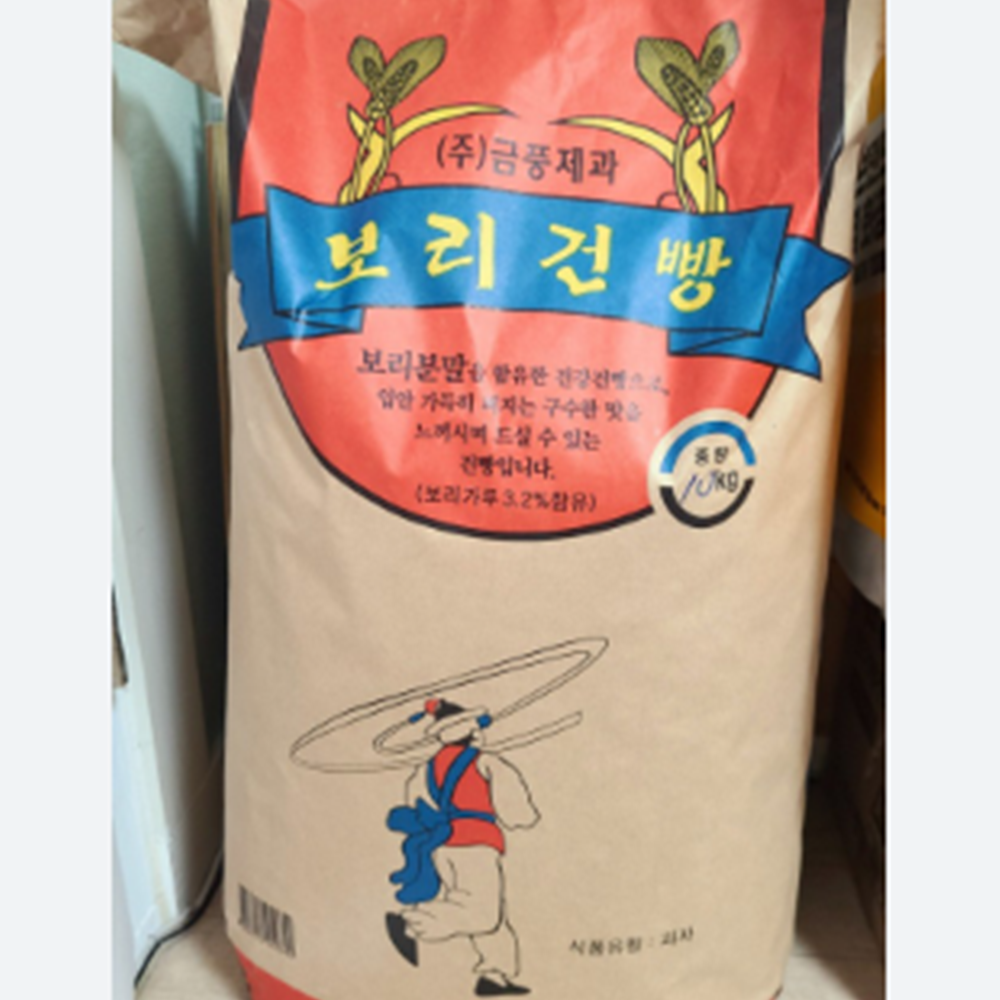 (주)금풍제과
보리건빵
보리분말을 함유한 건강건빵으로,
입안 가득히 퍼지는 구수한 맛을
느끼시며 드실 수 있는
건빵입니다.
(보리가루 3.2%함유)
중량
10kg
식품유형 : 과자